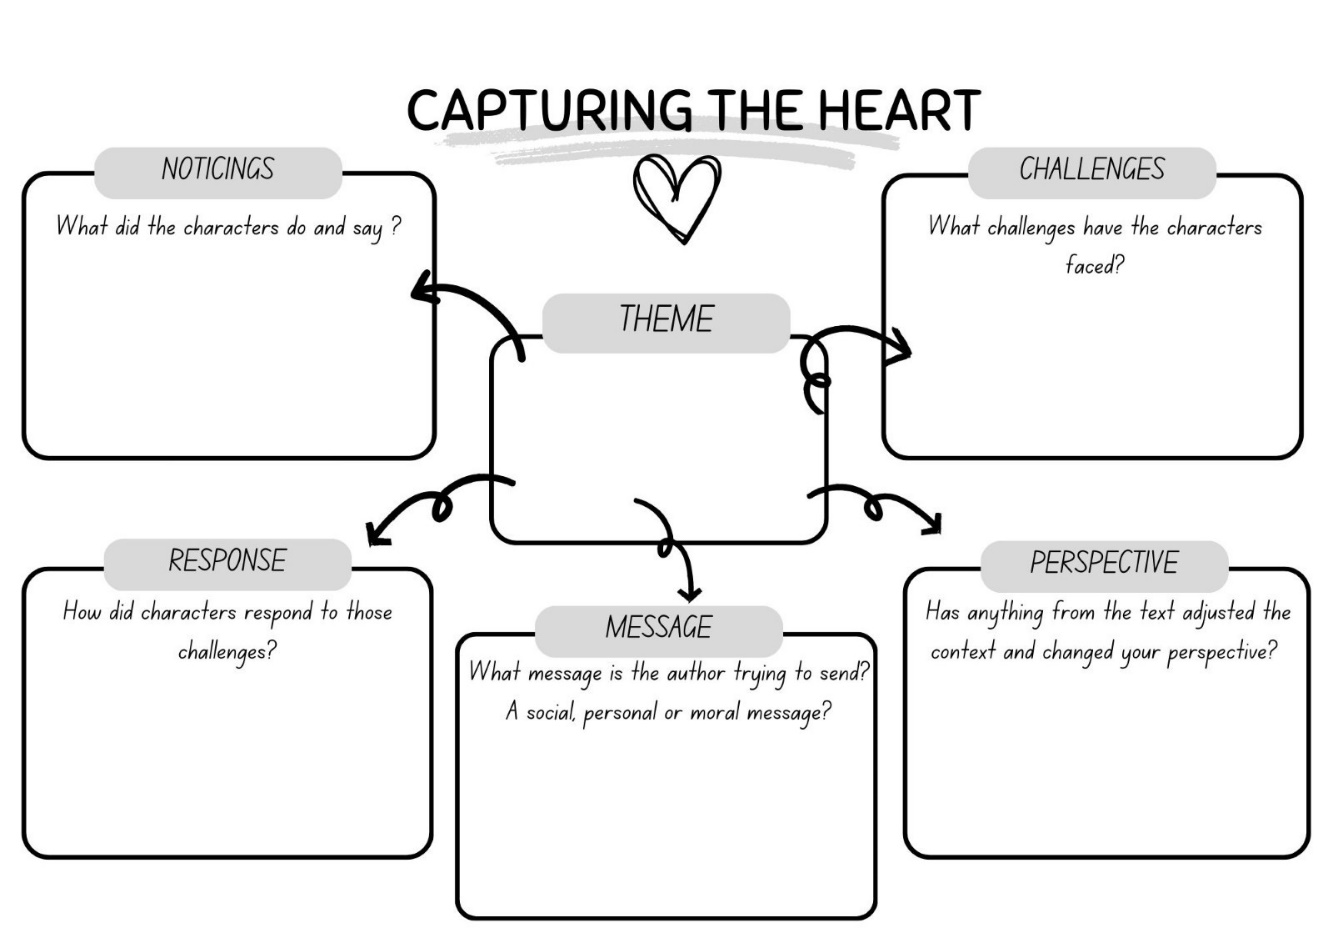 CAPTURING THE HEART
NOTICINGS
What did the characters do and say ?
CHALLENGES
What challenges have the characters
faced?
THEME
RESPONSE
How did characters respond to those
challenges?
MESSAGE
What message is the author trying to send?
A social, personal or moral message?
PERSPECTIVE
Has anything from the text adjusted the
context and changed your perspective?